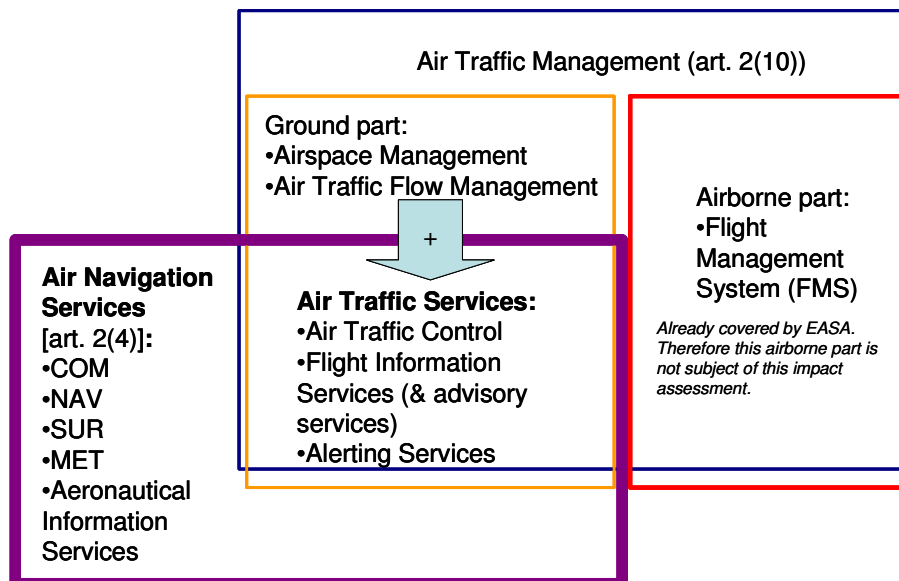 Air Traffic Management (art. 2(10))
Ground part:
•Airspace Management
•Air Traffic Flow Management
+
Airborne part:
•Flight
Management
System (FMS)
Already covered by EASA.
Therefore this airborne part is
not subject of this impact
assessment.
Air Navigation
Services
[art. 2(4)]:
•COM
•NAV
•SUR
•MET
•Aeronautical
Information
Services
Air Traffic Services:
•Air Traffic Control
•Flight Information
Services (& advisory
services)
•Alerting Services